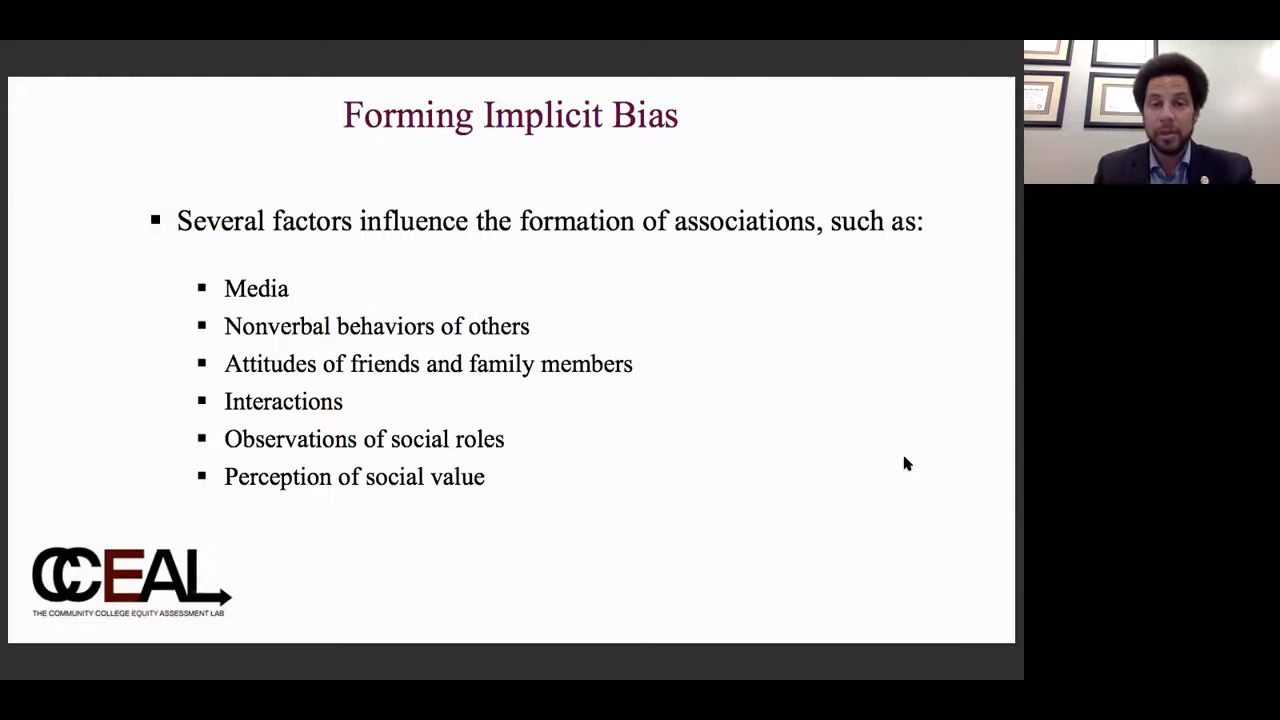 Forming Implicit Bias
Several factors influence the formation of associations, such as:
Media
Nonverbal behaviors of others
Attitudes of friends and family members
Interactions
Observations of social roles
Perception of social value
CCEAL
THE COMMUNITY COLLEGE EQUITY ASSESSMENT LAB